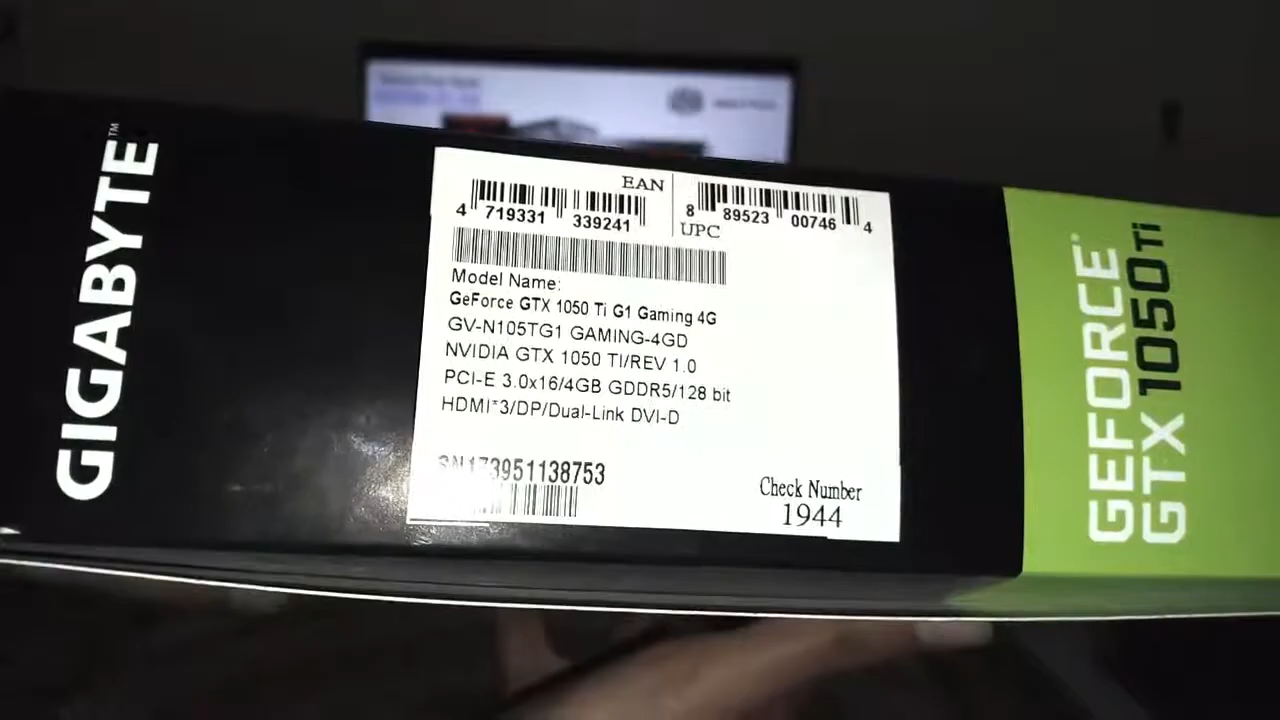 GIGABYTE™
EAN
4 719331 339241
8 89523 00746 4
UPC
Model Name:
GeForce GTX 1050 Ti G1 Gaming 4G
GV-N105TG1 GAMING-4GD
NVIDIA GTX 1050 TI/REV 1.0
PCI-E 3.0x16/4GB GDDR5/128 bit
HDMI*3/DP/Dual-Link DVI-D
SN173951138753
Check Number
1944
GEFORCE®
GTX 1050 Ti